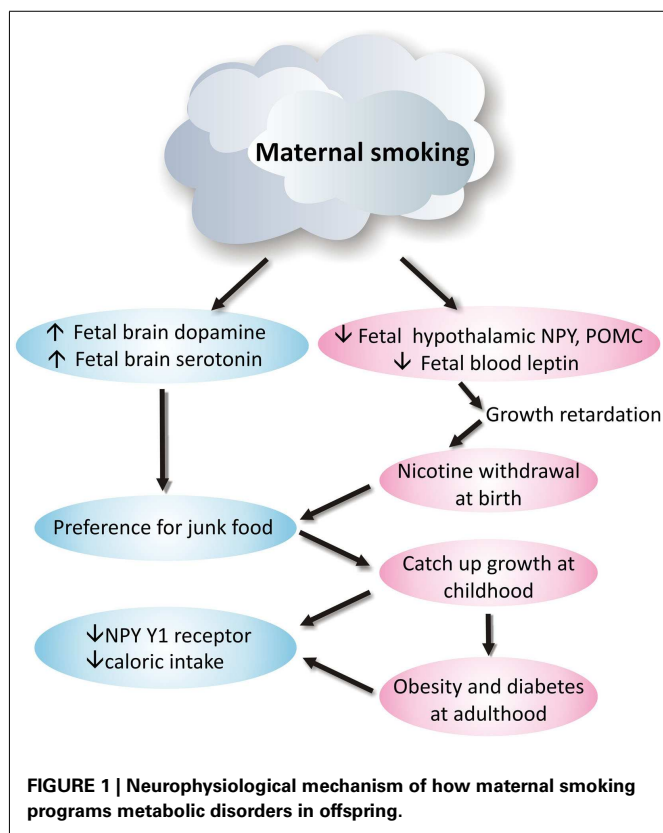 Maternal smoking
↑ Fetal brain dopamine
↑ Fetal brain serotonin
↓ Fetal hypothalamic NPY, POMC
↓ Fetal blood leptin
Growth retardation
Nicotine withdrawal
at birth
Preference for junk food
Catch up growth at
childhood
↓NPY Y1 receptor
↓caloric intake
Obesity and diabetes
at adulthood
FIGURE 1 | Neurophysiological mechanism of how maternal smoking
programs metabolic disorders in offspring.